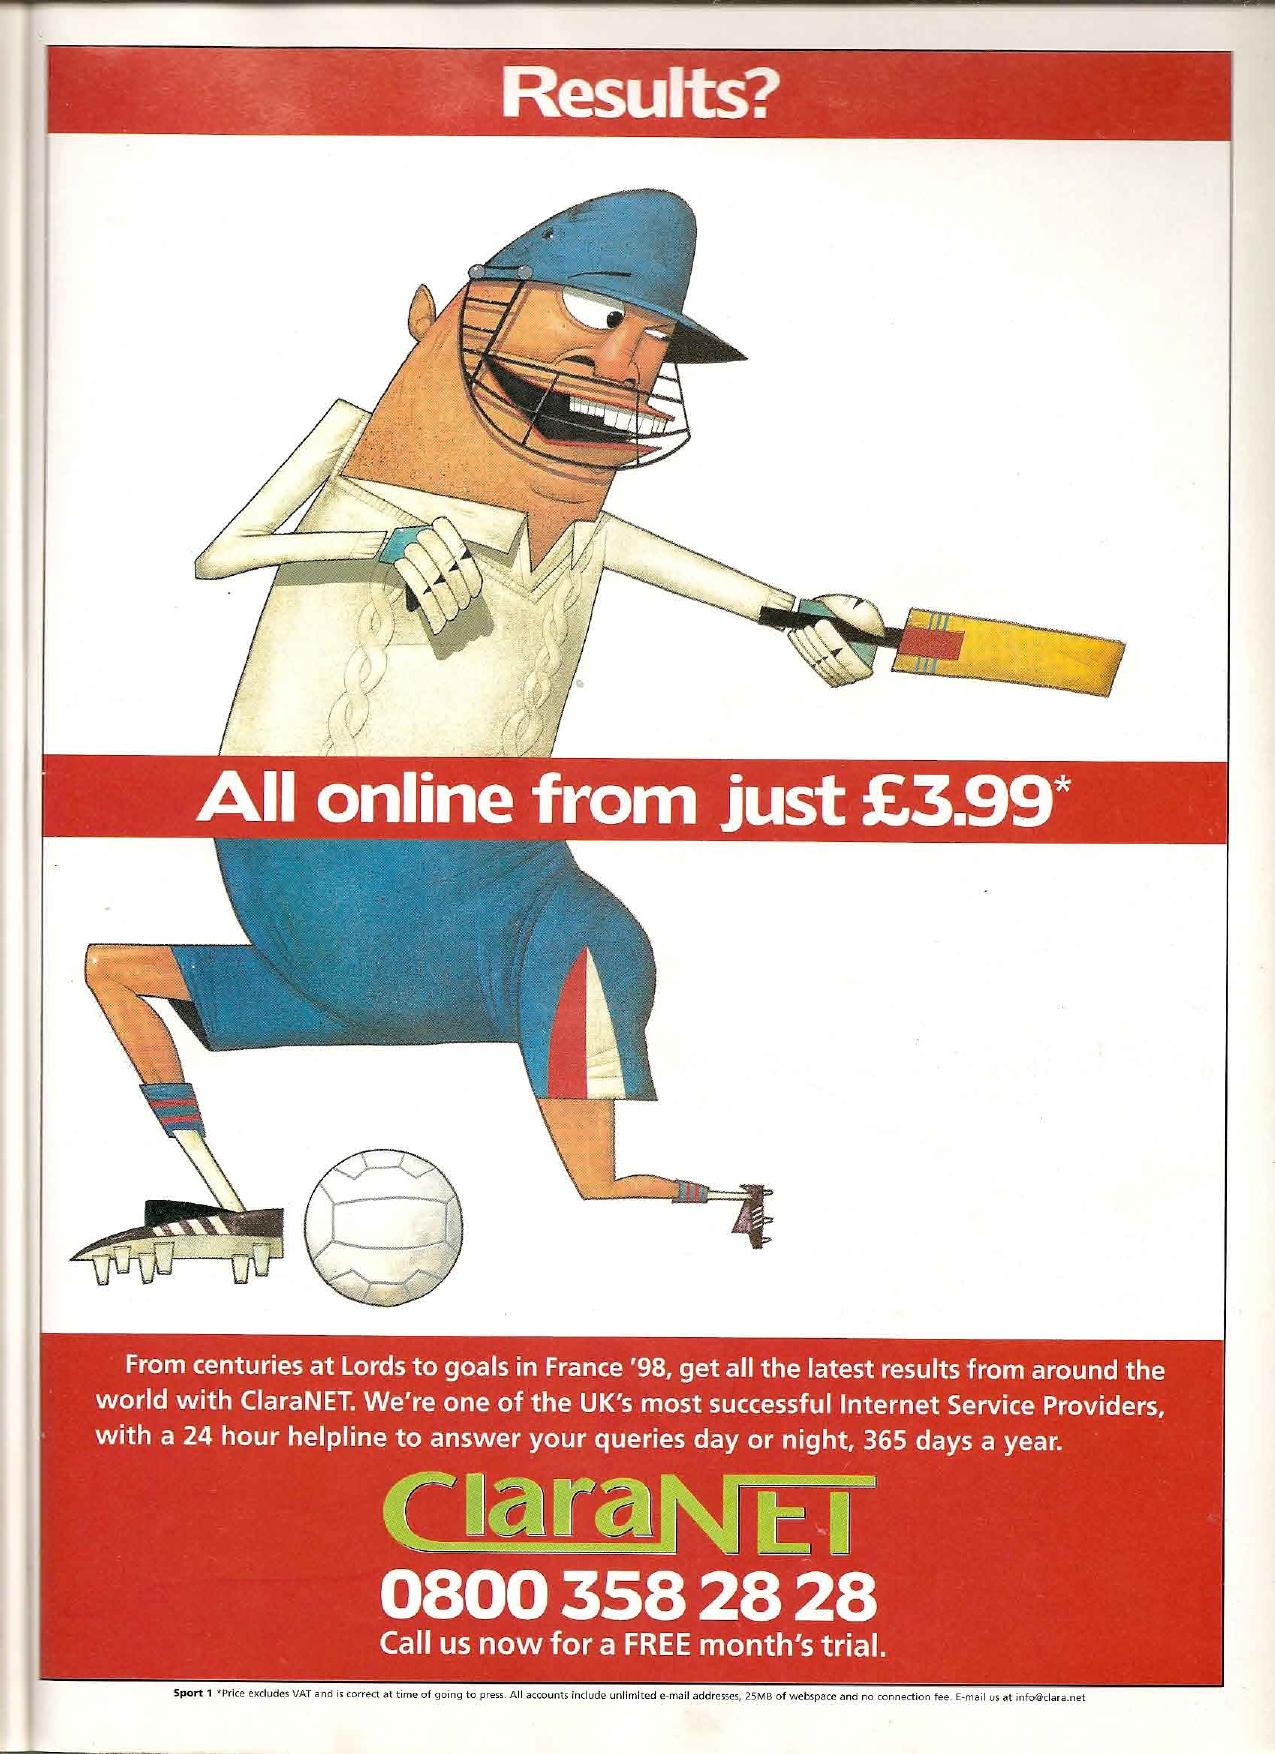 Results?
All online from just £3.99*
From centuries at Lords to goals in France '98, get all the latest results from around the
world with ClaraNET. We're one of the UK's most successful Internet Service Providers,
with a 24 hour helpline to answer your queries day or night, 365 days a year.
ClaraNET
0800 358 28 28
Call us now for a FREE month's trial.
Sport 1 *Price excludes VAT and is correct at time of going to press. All accounts include unlimited e-mail addresses, 25MB of webspace and no connection fee. E-mail us at info@clara.net